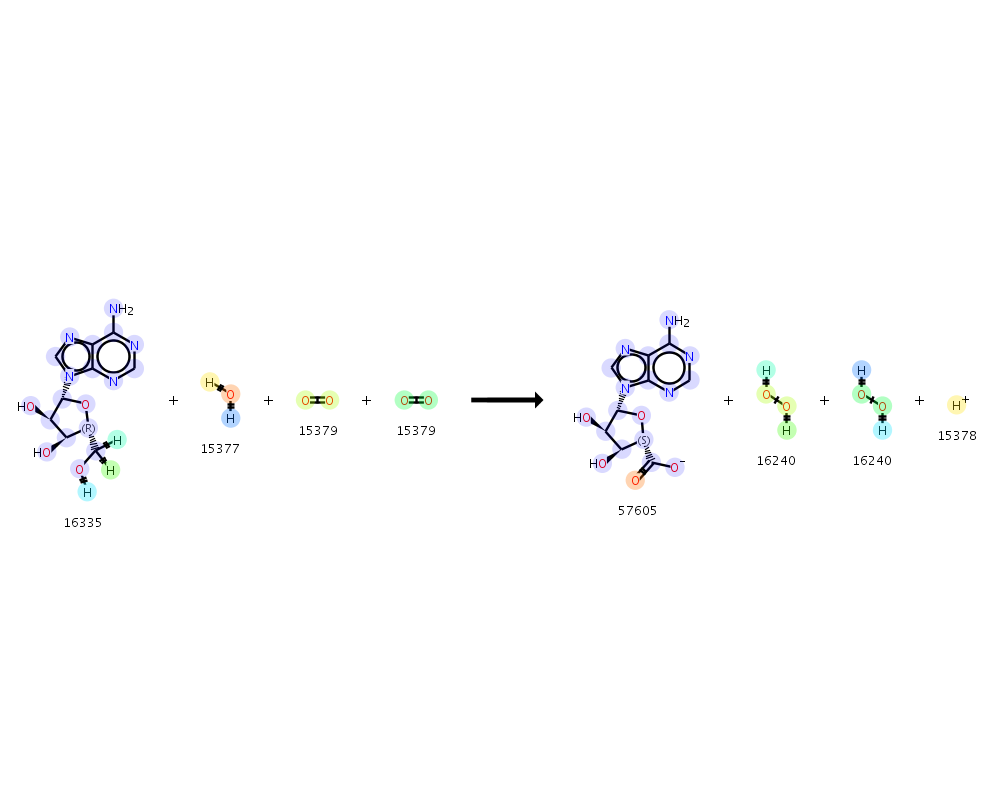 NH2
N
N
N
N
HO
O
(R)
HO
H
O
H
H
16335
+
H
O
H
15377
+
O
O
15379
+
O
O
15379
NH2
N
N
N
N
HO
O
(S)
HO
O
O−
57605
+
H
O
O
H
16240
+
H
O
O
H
16240
+
H+
15378